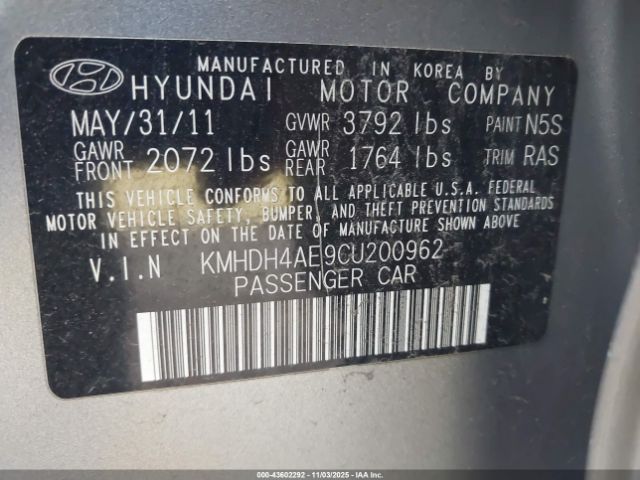 MANUFACTURED IN KOREA BY
HYUNDAI MOTOR COMPANY
MAY/31/11 GVWR 3792 lbs PAINT N5S
GAWR FRONT 2072 lbs GAWR REAR 1764 lbs TRIM RAS
THIS VEHICLE CONFORMS TO ALL APPLICABLE U.S.A. FEDERAL
MOTOR VEHICLE SAFETY, BUMPER, AND THEFT PREVENTION STANDARDS
IN EFFECT ON THE DATE OF MANUFACTURE SHOWN ABOVE
V.I.N KMHDH4AE9CU200962
PASSENGER CAR
000-43602292 - 11/03/2025 - IAAI.CA